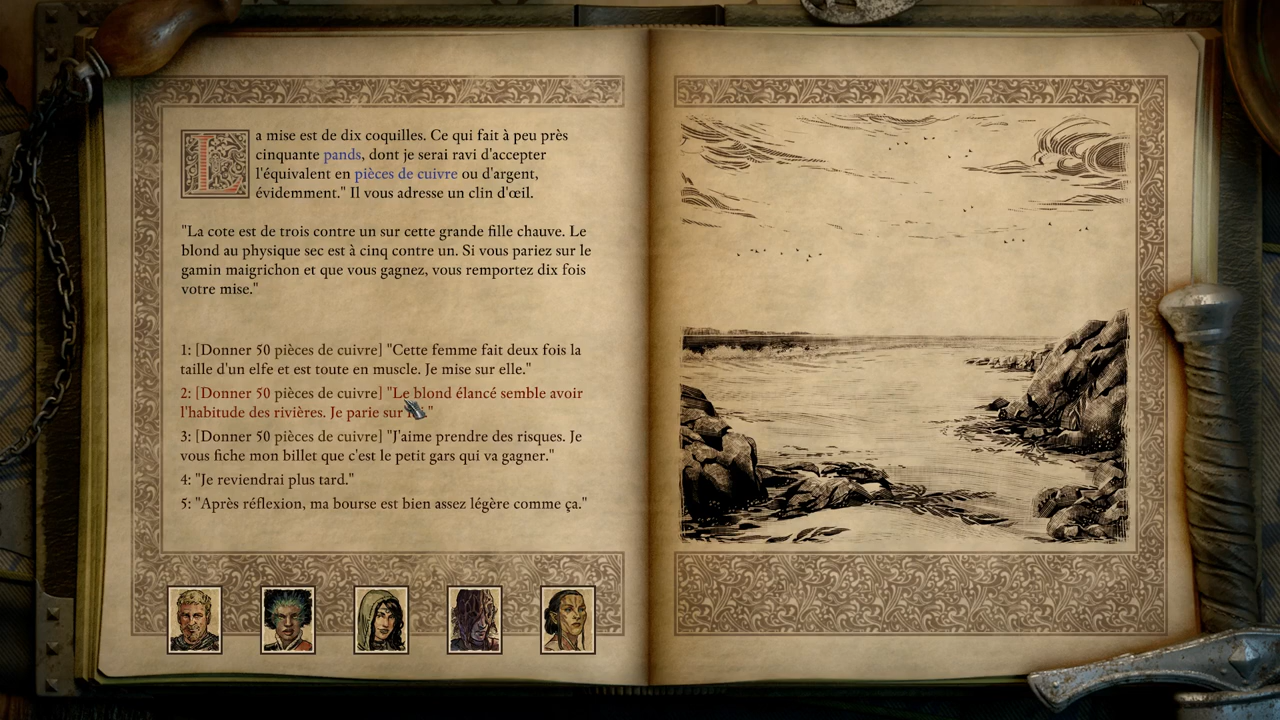 La mise est de dix coquilles. Ce qui fait à peu près
cinquante pands, dont je serai ravi d'accepter
l'équivalent en pièces de cuivre ou d'argent,
évidemment." Il vous adresse un clin d'œil.
"La cote est de trois contre un sur cette grande fille chauve. Le
blond au physique sec est à cinq contre un. Si vous pariez sur le
gamin maigrichon et que vous gagnez, vous remportez dix fois
votre mise."
1: [Donner 50 pièces de cuivre] "Cette femme fait deux fois la
taille d'un elfe et est toute en muscle. Je mise sur elle."
2: [Donner 50 pièces de cuivre] "Le blond élancé semble avoir
l'habitude des rivières. Je parie sur "
3: [Donner 50 pièces de cuivre] "J'aime prendre des risques. Je
vous fiche mon billet que c'est le petit gars qui va gagner."
4: "Je reviendrai plus tard."
5: "Après réflexion, ma bourse est bien assez légère comme ça."